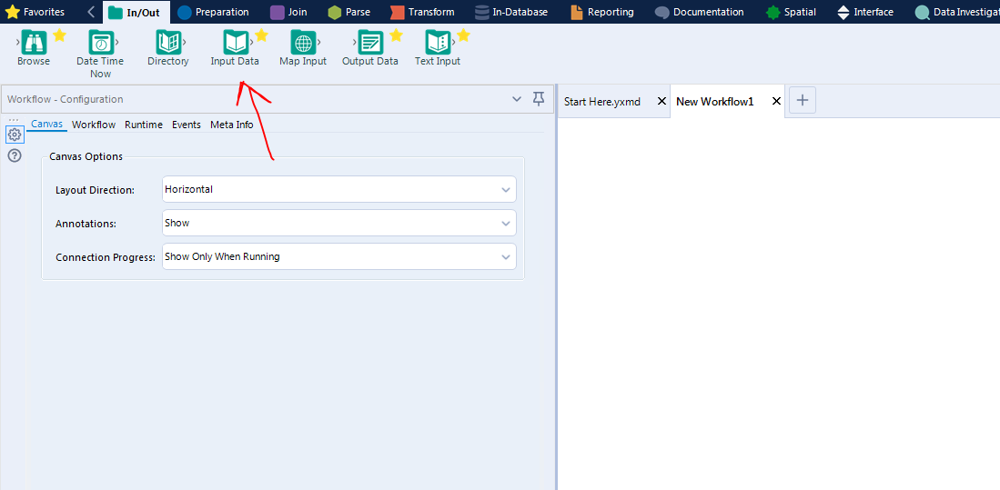 Favorites In/Out Preparation Join Parse Transform In-Database Reporting Documentation Spatial Interface Data Investigat
Browse Date Time Now Directory Input Data Map Input Output Data Text Input
Workflow - Configuration
Start Here.yxmd New Workflow1
Canvas Workflow Runtime Events Meta Info
Canvas Options
Layout Direction: Horizontal
Annotations: Show
Connection Progress: Show Only When Running